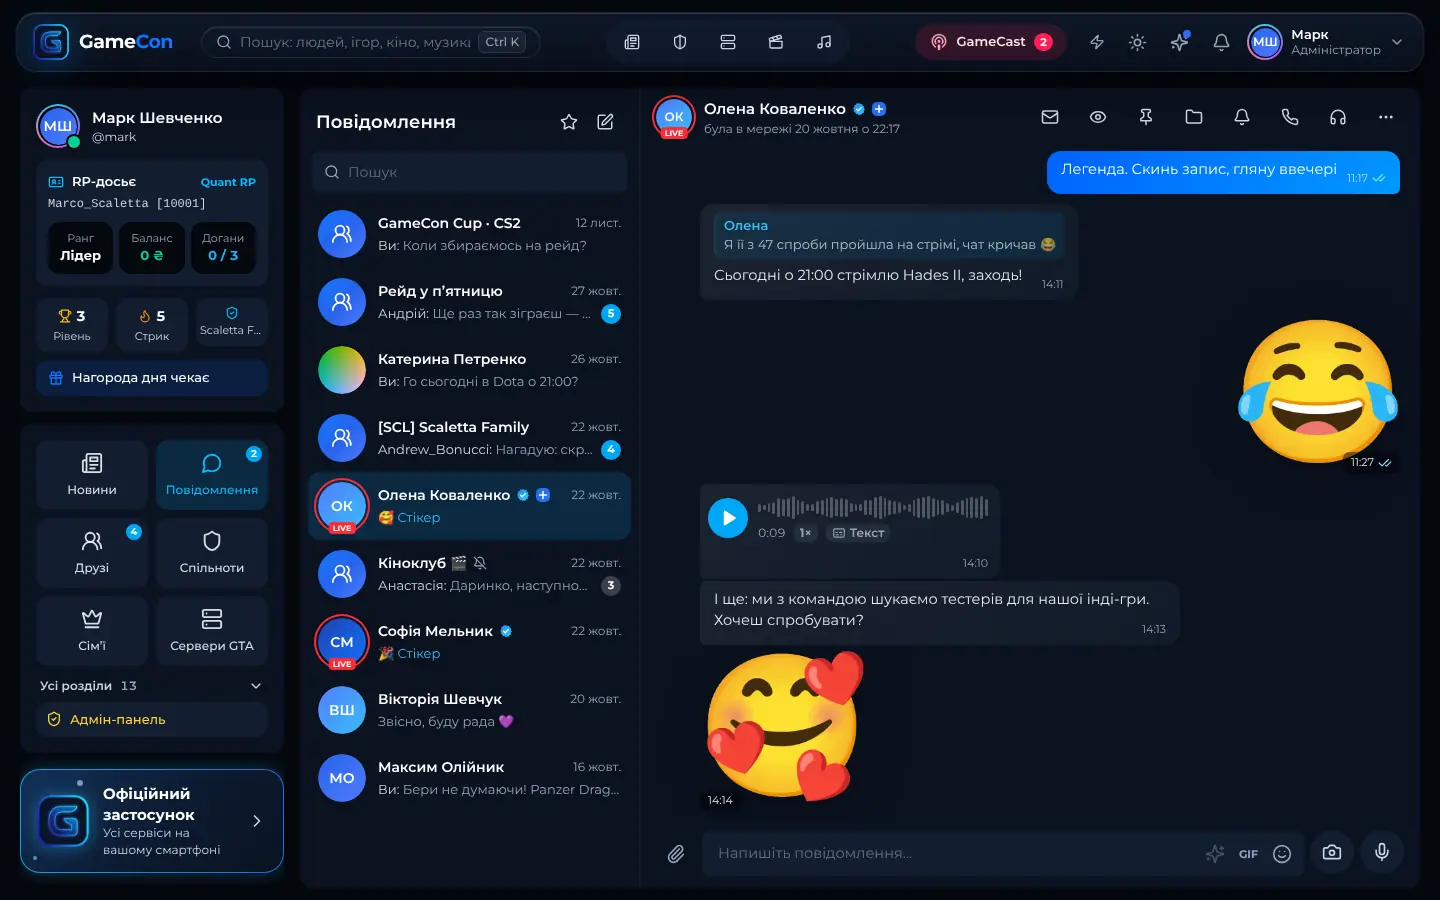 GameCon
Пошук: людей, ігор, кіно, музики
Ctrl K
GameCast 2
МШ
Марк
Адміністратор
МШ
Марк Шевченко
@mark
RP-досьє
Quant RP
Marco_Scaletta [10001]
Ранг
Лідер
Баланс
0 ₴
Догани
0 / 3
3
Рівень
5
Стрик
Scaletta F...
Нагорода дня чекає
Новини
2
Повідомлення
4
Друзі
Спільноти
Сім'ї
Сервери GTA
Усі розділи 13
Адмін-панель
Офіційний
застосунок
Усі сервіси на
вашому смартфоні
Повідомлення
Пошук
GameCon Cup · CS2
12 лист.
Ви: Коли збираємось на рейд?
Рейд у п’ятницю
27 жовт.
Андрій: Ще раз так зіграєш — ...
5
Катерина Петренко
26 жовт.
Ви: Го сьогодні в Dota о 21:00?
[SCL] Scaletta Family
22 жовт.
Andrew_Bonucci: Нагадую: скр...
4
ОК
LIVE
Олена Коваленко
22 жовт.
🥰 Стікер
Кіноклуб 🎬
22 жовт.
Анастасія: Даринко, наступно...
3
СМ
LIVE
Софія Мельник
22 жовт.
🎉 Стікер
ВШ
Вікторія Шевчук
20 жовт.
Звісно, буду рада 💜
МО
Максим Олійник
16 жовт.
Ви: Бери не думаючи! Panzer Drag...
ОК
LIVE
Олена Коваленко
була в мережі 20 жовтня о 22:17
Легенда. Скинь запис, гляну ввечері
11:17
Олена
Я її з 47 спроби пройшла на стрімі, чат кричав 😂
Сьогодні о 21:00 стрімлю Hades II, заходь!
14:11
11:27
0:09
1×
Текст
14:10
І ще: ми з командою шукаємо тестерів для нашої інді-гри.
Хочеш спробувати?
14:13
14:14
Напишіть повідомлення...
GIF